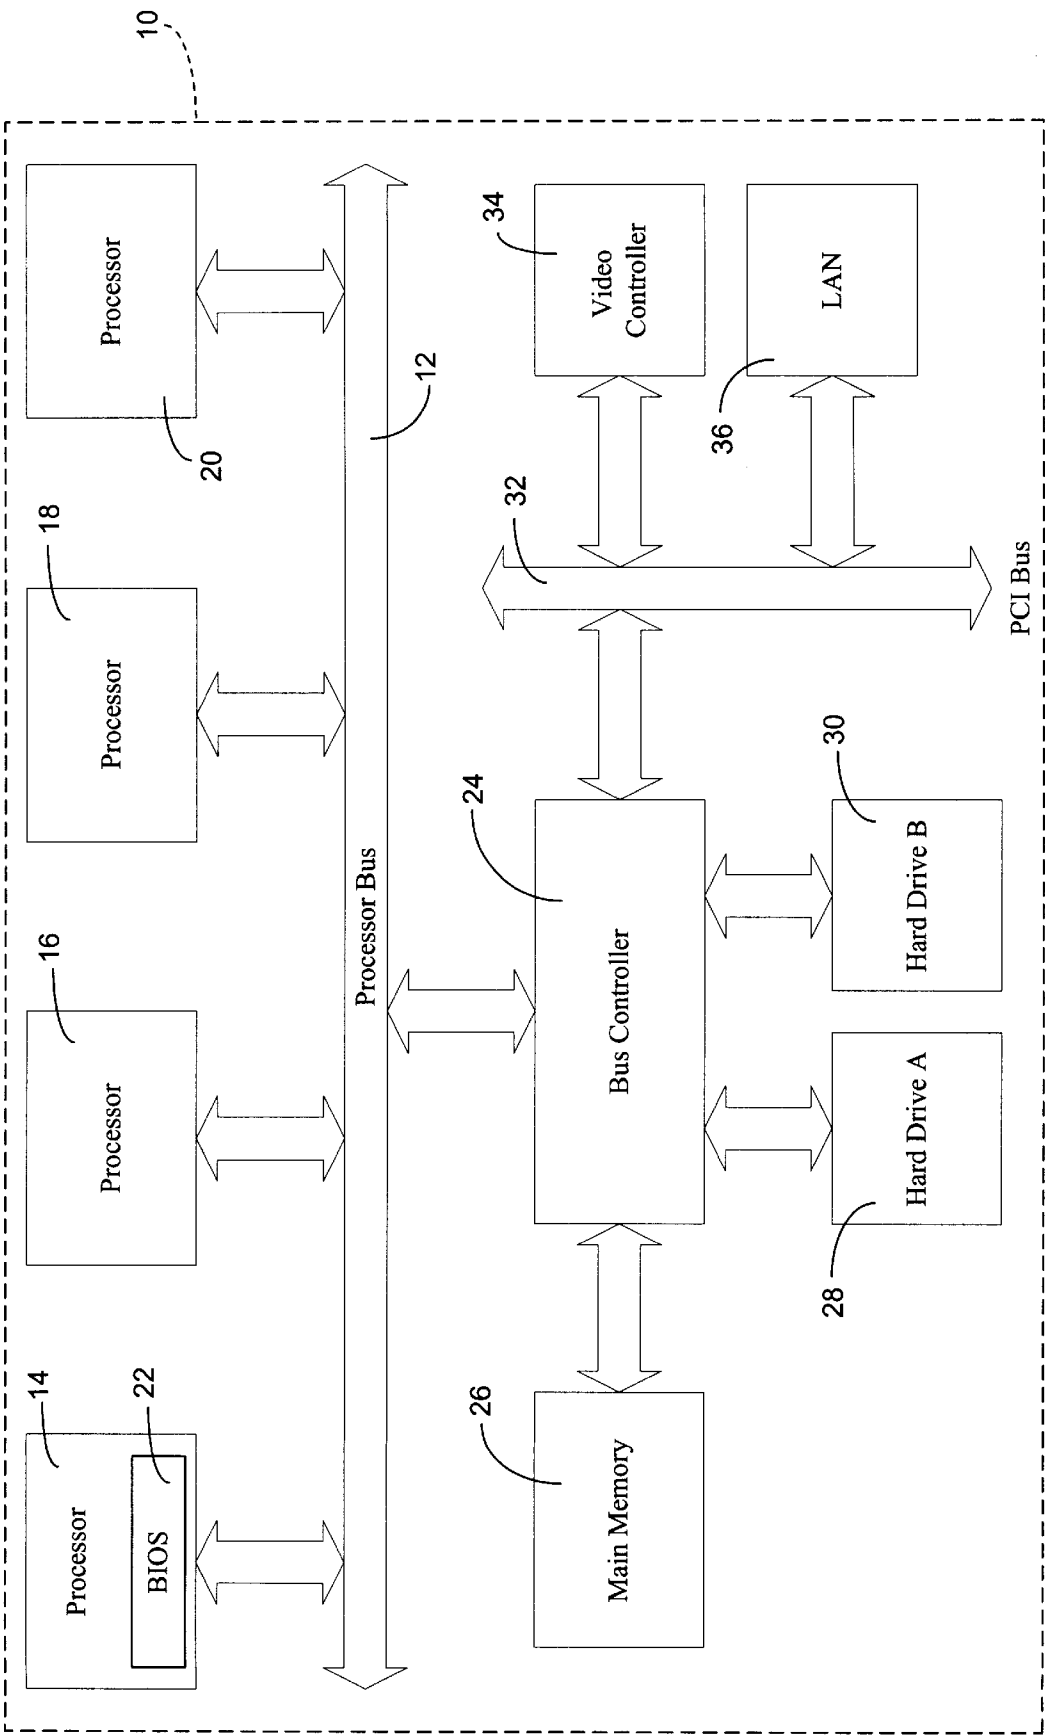 10
14
Processor
22
BIOS
16
Processor
18
Processor
20
Processor
12
Processor Bus
26
Main Memory
24
Bus Controller
32
34
Video
Controller
28
Hard Drive A
30
Hard Drive B
36
LAN
PCI Bus